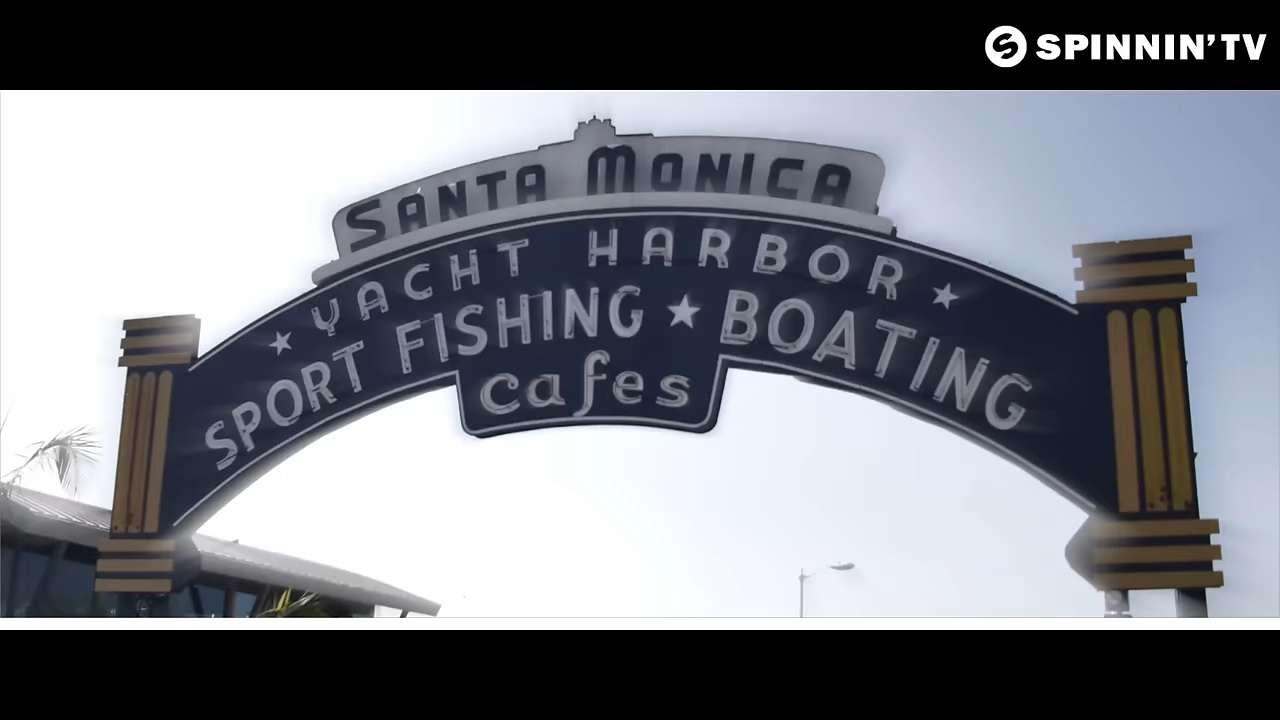 SPINNIN' TV
SANTA MONICA
★ YACHT HARBOR ★
SPORT FISHING ★ BOATING
cafes